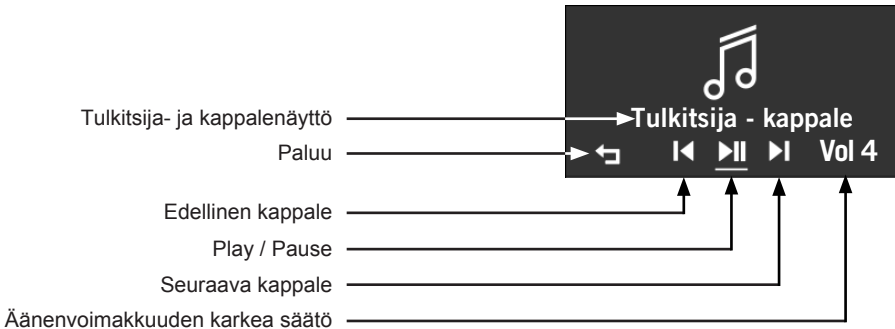 Tulkitsija- ja kappalenäyttö
Tulkitsija - kappale
Paluu
Vol 4
Edellinen kappale
Play / Pause
Seuraava kappale
Äänenvoimakkuuden karkea säätö